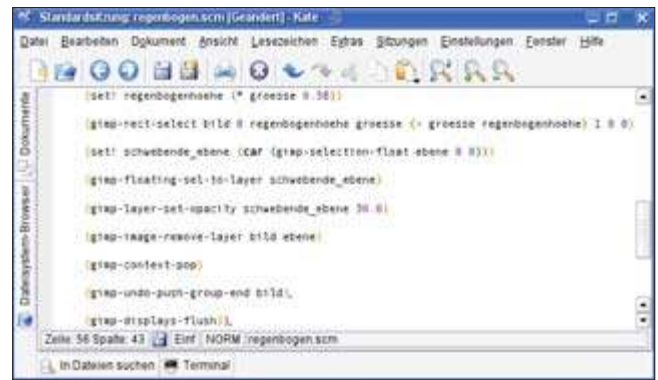 Standardsitzung: regenbogen.scm [Geändert] - Kate
Datei Bearbeiten Dokument Ansicht Lesezeichen Extras Sitzungen Einstellungen Fenster Hilfe
Dokumente
Dateisystem-Browser
(set! regenbogenhoehe (* groesse 0.58))
(gimp-rect-select bild 0 regenbogenhoehe groesse (- groesse regenbogenhoehe) 1 0 0)
(set! schwebende_ebene (car (gimp-selection-float ebene 0 0)))
(gimp-floating-sel-to-layer schwebende_ebene)
(gimp-layer-set-opacity schwebende_ebene 30.0)
(gimp-image-remove-layer bild ebene)
(gimp-context-pop)
(gimp-undo-push-group-end bild)
(gimp-displays-flush))
Zeile: 56 Spalte: 43 Einf NORM regenbogen.scm
In Dateien suchen Terminal